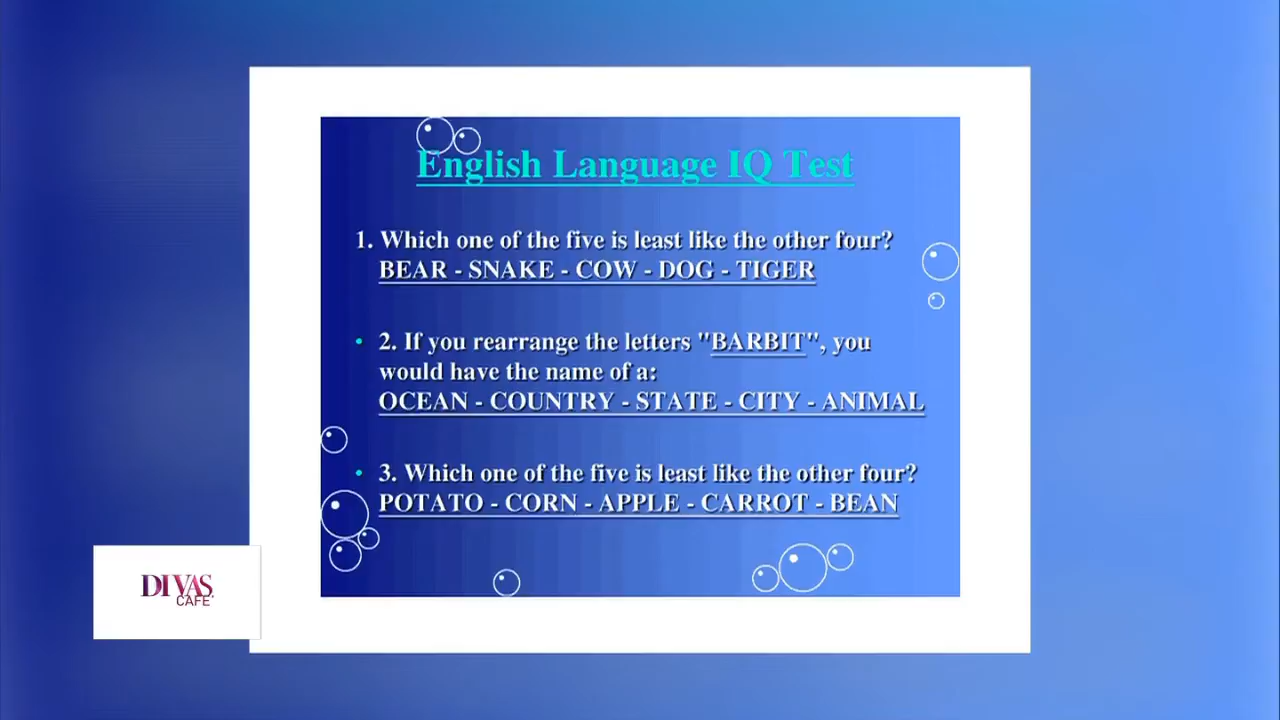 English Language IQ Test
1. Which one of the five is least like the other four?
BEAR - SNAKE - COW - DOG - TIGER
• 2. If you rearrange the letters "BARBIT", you
would have the name of a:
OCEAN - COUNTRY - STATE - CITY - ANIMAL
• 3. Which one of the five is least like the other four?
POTATO - CORN - APPLE - CARROT - BEAN
DIVAS
CAFE